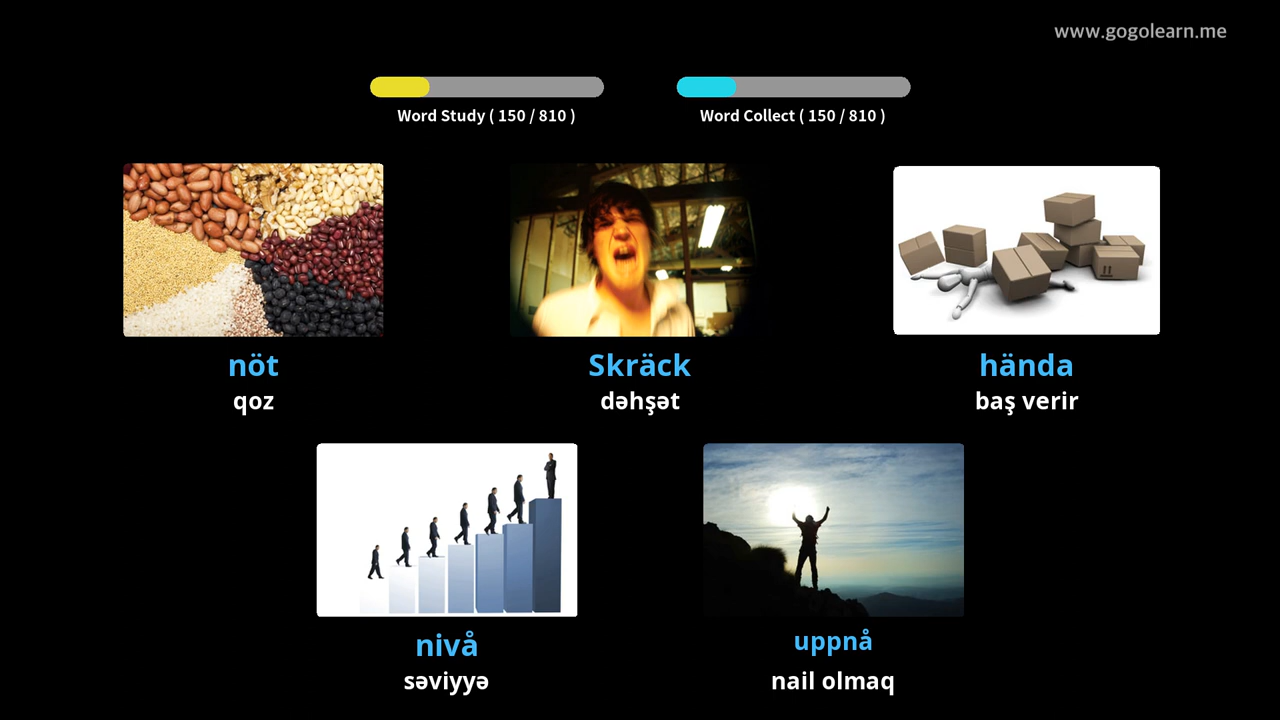 www.gogolearn.me
Word Study ( 150 / 810 )
Word Collect ( 150 / 810 )
nöt
qoz
Skräck
dəhşət
hända
baş verir
nivå
səviyyə
uppnå
nail olmaq